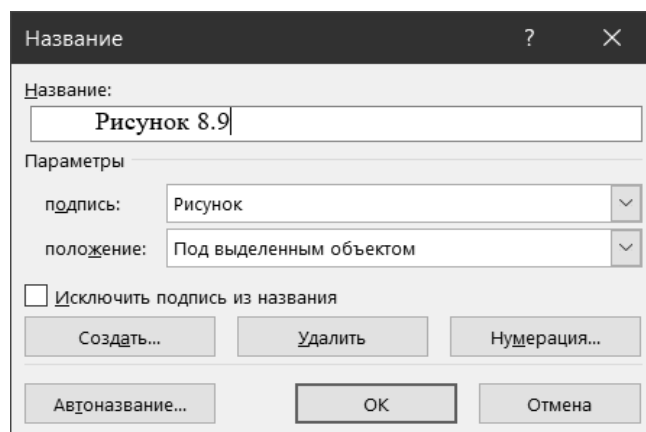 Название ?
Название:
Рисунок 8.9
Параметры
подпись: Рисунок
положение: Под выделенным объектом
Исключить подпись из названия
Создать... Удалить Нумерация...
Автоназвание... ОК Отмена